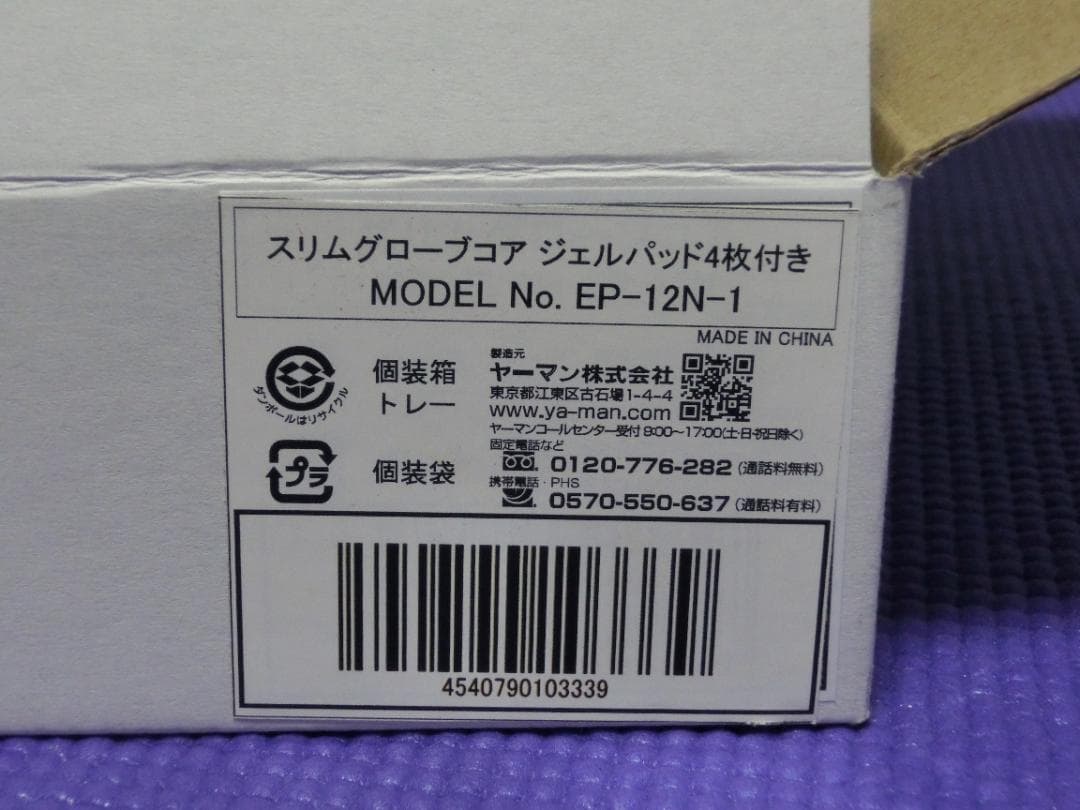 スリムグローブコア ジェルパッド4枚付き
MODEL No. EP-12N-1
MADE IN CHINA
ダンボールはリサイクル
個装箱
トレー
プラ
個装袋
製造元
ヤーマン株式会社
東京都江東区古石場1-4-4
www.ya-man.com
ヤーマンコールセンター受付 8:00〜17:00(土・日・祝日除く)
固定電話など
0120-776-282 (通話料無料)
携帯電話・PHS
0570-550-637 (通話料有料)
4540790103339